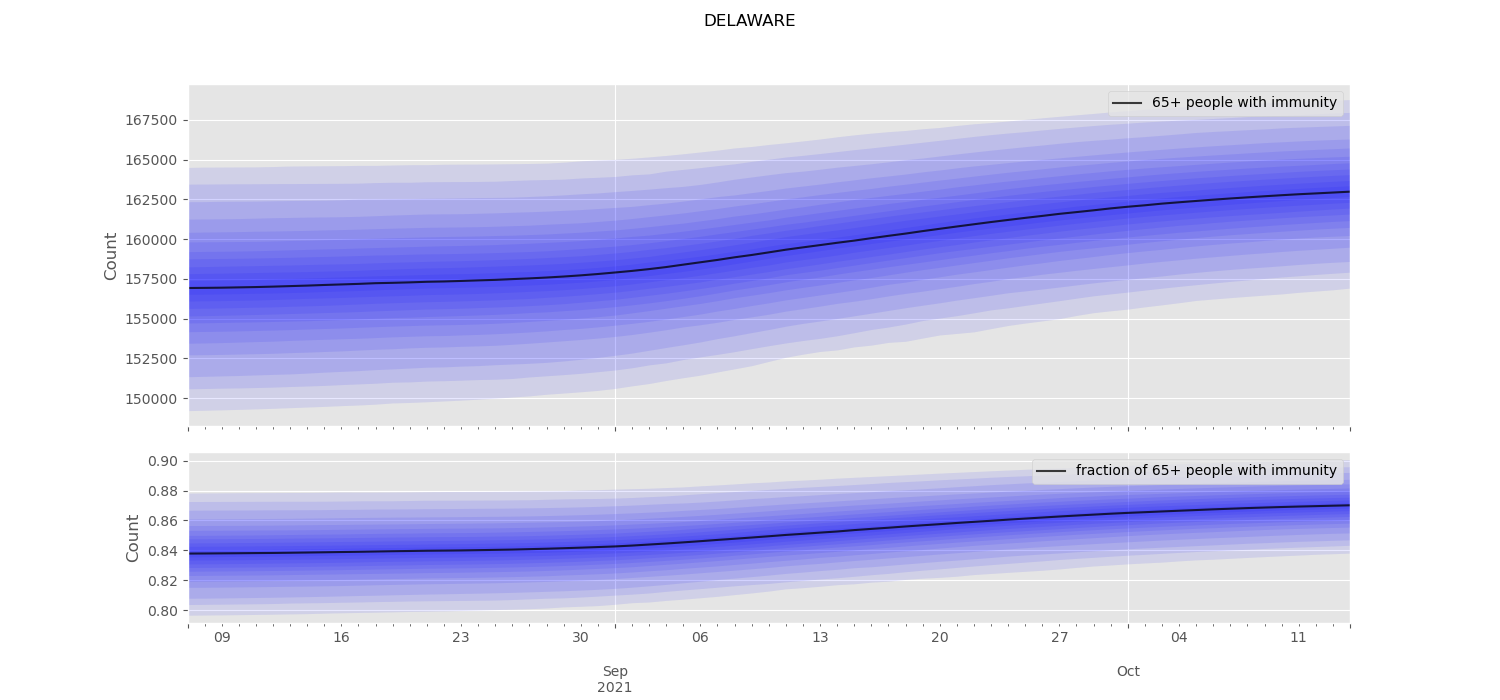 DELAWARE
65+ people with immunity
167500
165000
162500
160000
157500
155000
152500
150000
Count
fraction of 65+ people with immunity
0.90
0.88
0.86
0.84
0.82
0.80
Count
09 16 23 30 06 13 20 27 04 11
Sep Oct
2021